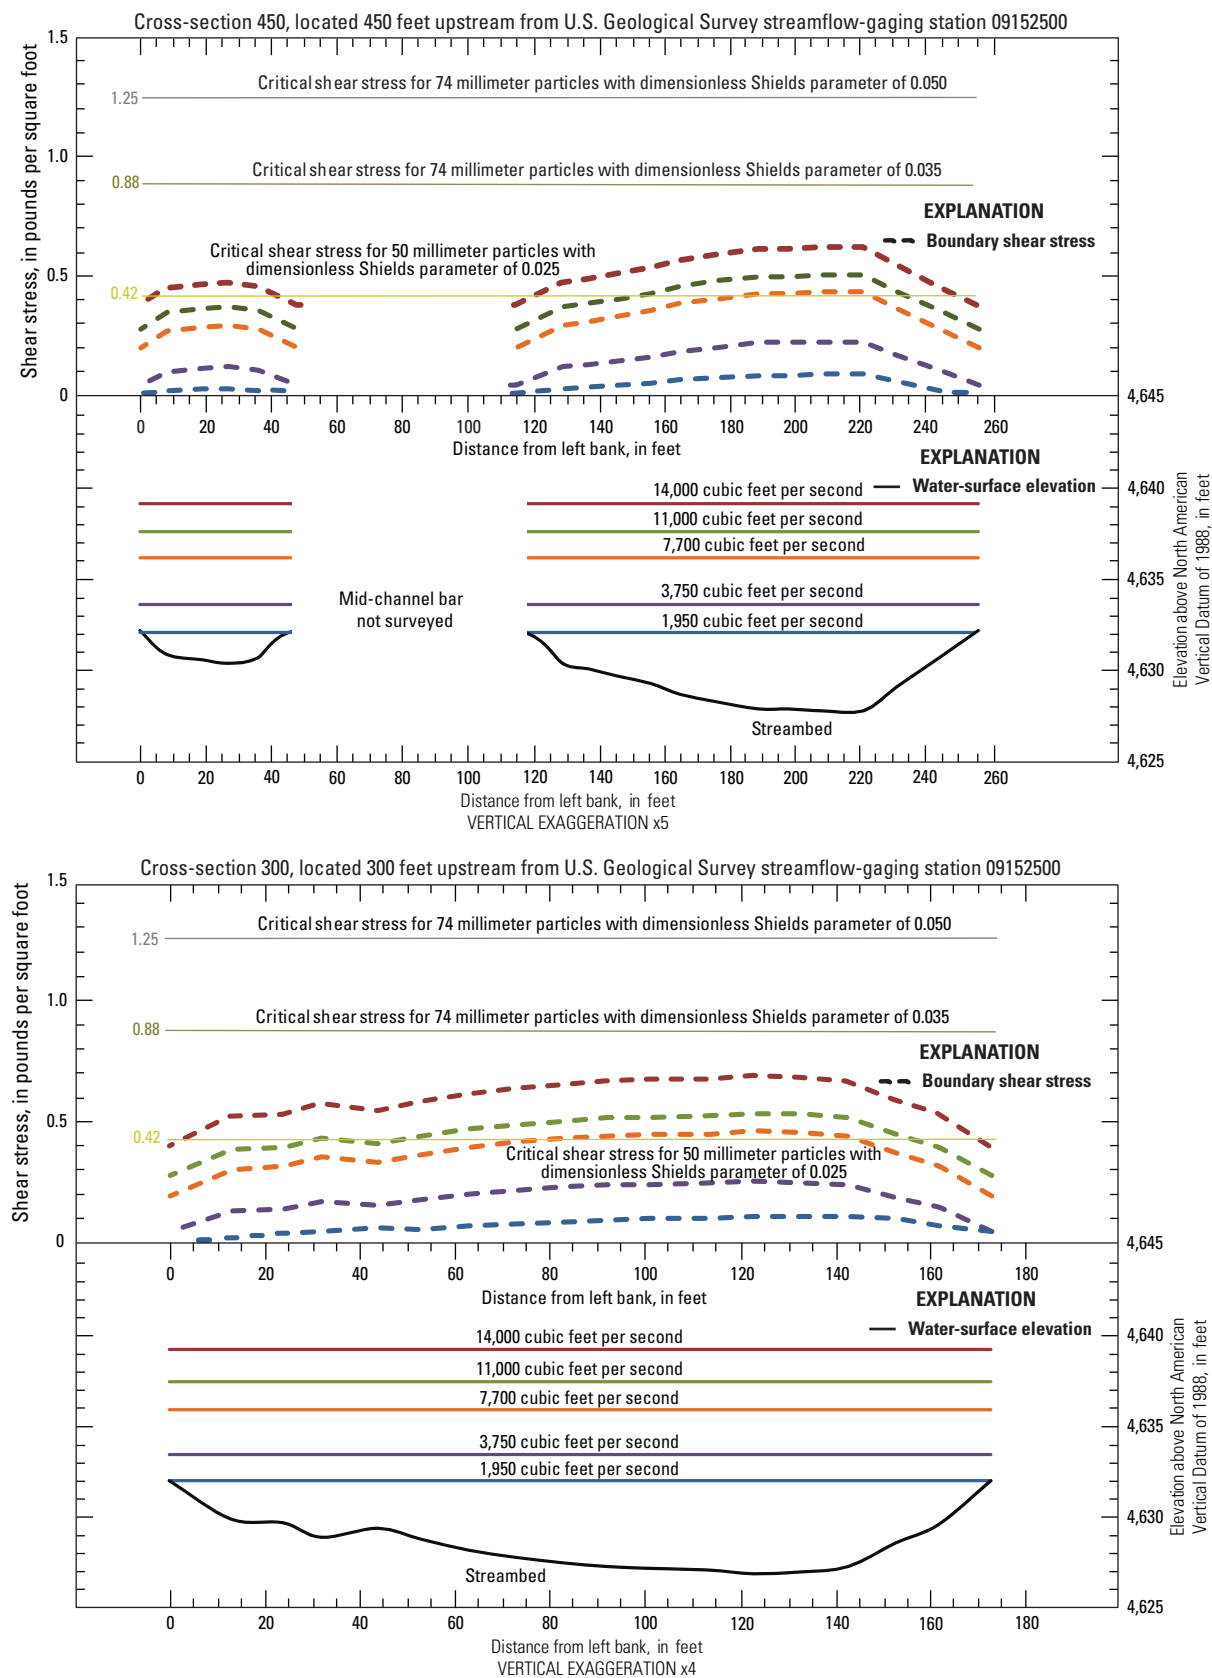 Cross-section 450, located 450 feet upstream from U.S. Geological Survey streamflow-gaging station 09152500
1.5
Critical shear stress for 74 millimeter particles with dimensionless Shields parameter of 0.050
1.25
1.0
Critical shear stress for 74 millimeter particles with dimensionless Shields parameter of 0.035
0.88
EXPLANATION
Boundary shear stress
Critical shear stress for 50 millimeter particles with
dimensionless Shields parameter of 0.025
0.5
0.42
0
Shear stress, in pounds per square foot
4,645
0 20 40 60 80 100 120 140 160 180 200 220 240 260
Distance from left bank, in feet
EXPLANATION
Water-surface elevation
14,000 cubic feet per second
4,640
11,000 cubic feet per second
7,700 cubic feet per second
4,635
3,750 cubic feet per second
Mid-channel bar
not surveyed
1,950 cubic feet per second
4,630
Streambed
4,625
Elevation above North American
Vertical Datum of 1988, in feet
0 20 40 60 80 100 120 140 160 180 200 220 240 260
Distance from left bank, in feet
VERTICAL EXAGGERATION x5
Cross-section 300, located 300 feet upstream from U.S. Geological Survey streamflow-gaging station 09152500
1.5
Critical shear stress for 74 millimeter particles with dimensionless Shields parameter of 0.050
1.25
1.0
Critical shear stress for 74 millimeter particles with dimensionless Shields parameter of 0.035
0.88
EXPLANATION
Boundary shear stress
0.5
0.42
Critical shear stress for 50 millimeter particles with
dimensionless Shields parameter of 0.025
0
Shear stress, in pounds per square foot
4,645
0 20 40 60 80 100 120 140 160 180
Distance from left bank, in feet
EXPLANATION
Water-surface elevation
14,000 cubic feet per second
4,640
11,000 cubic feet per second
7,700 cubic feet per second
4,635
3,750 cubic feet per second
1,950 cubic feet per second
4,630
Streambed
4,625
Elevation above North American
Vertical Datum of 1988, in feet
0 20 40 60 80 100 120 140 160 180
Distance from left bank, in feet
VERTICAL EXAGGERATION x4